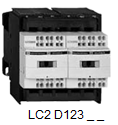 LC2 D123 _ _